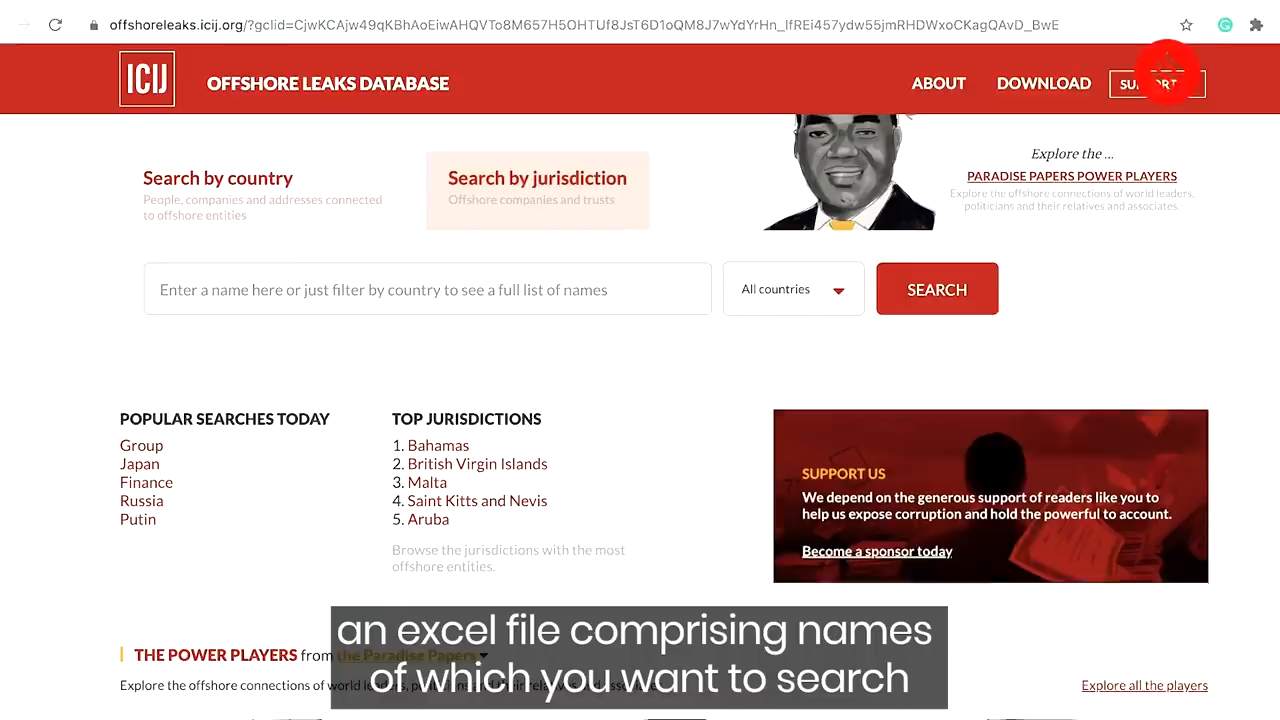 offshoreleaks.icij.org/?gclid=CjwKCAjw49qKBhAoEiwAHQVTo8M657H5OHTUf8JsT6D1oQM8J7wYdYrHn_IfREi457ydw55jmRHDWxoCKagQAvD_BwE
ICIJ
OFFSHORE LEAKS DATABASE
ABOUT
DOWNLOAD
Explore the ...
PARADISE PAPERS POWER PLAYERS
Explore the offshore connections of world leaders,
politicians and their relatives and associates.
Search by country
People, companies and addresses connected
to offshore entities
Search by jurisdiction
Offshore companies and trusts
Enter a name here or just filter by country to see a full list of names
All countries
SEARCH
POPULAR SEARCHES TODAY
Group
Japan
Finance
Russia
Putin
TOP JURISDICTIONS
1. Bahamas
2. British Virgin Islands
3. Malta
4. Saint Kitts and Nevis
5. Aruba
Browse the jurisdictions with the most
offshore entities.
SUPPORT US
We depend on the generous support of readers like you to
help us expose corruption and hold the powerful to account.
Become a sponsor today
THE POWER PLAYERS from the Paradise Papers
Explore the offshore connections of world
Explore all the players
an excel file comprising names
of which you want to search